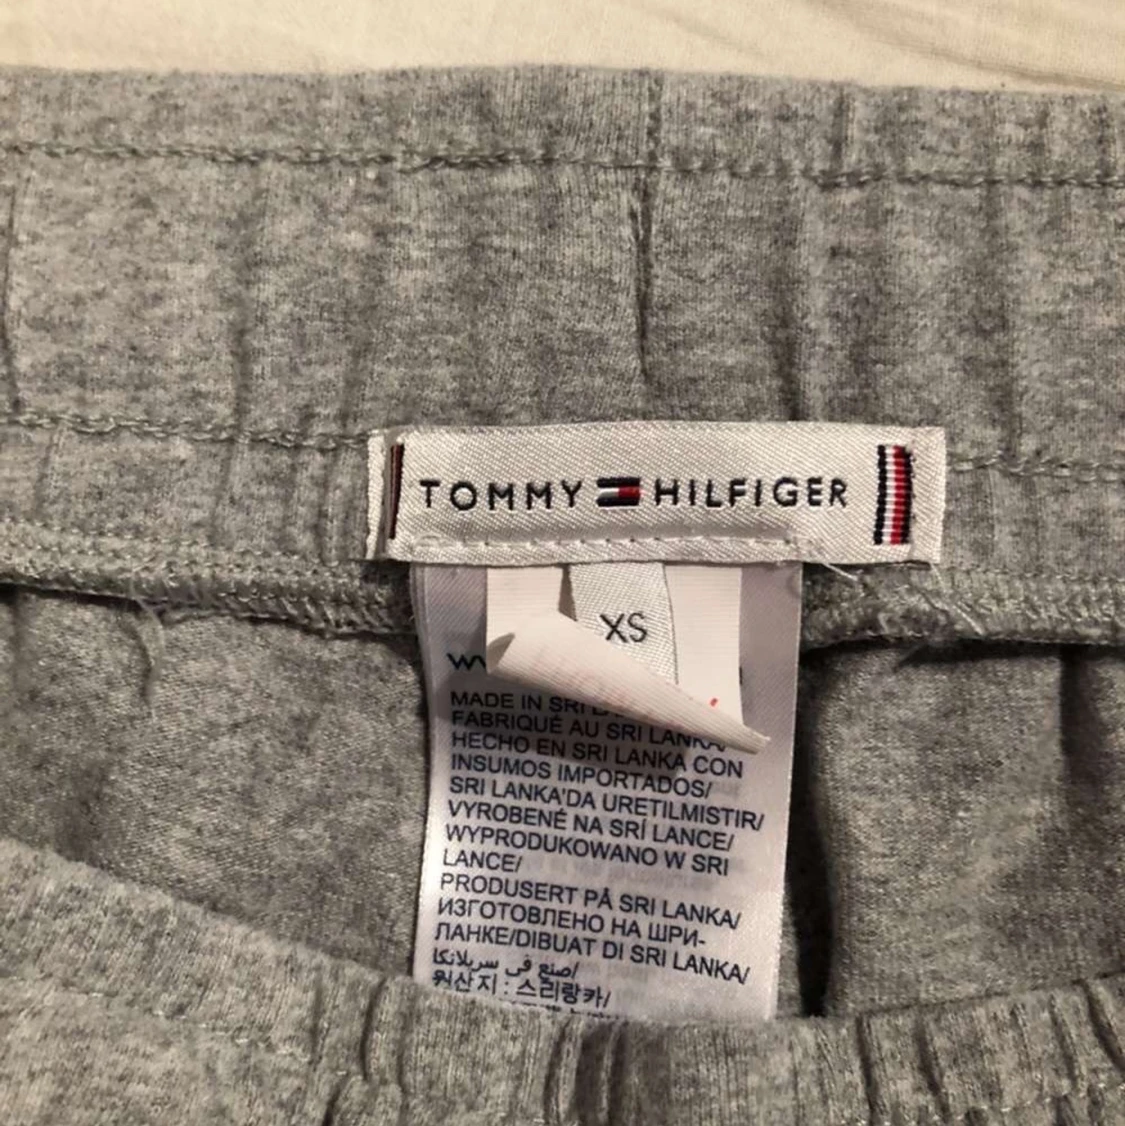 TOMMY HILFIGER
XS
MADE IN SRI
FABRIQUÉ AU SRI LANKA/
HECHO EN SRI LANKA CON
INSUMOS IMPORTADOS/
SRI LANKA'DA URETILMISTIR/
VYROBENÉ NA SRÍ LANCE/
WYPRODUKOWANO W SRI
LANCE/
PRODUSERT PÅ SRI LANKA/
ИЗГОТОВЛЕНО НА ШРИ-
ЛАНКЕ/DIBUAT DI SRI LANKA/
اصنع في سريلانكا/
원산지 : 스리랑카/